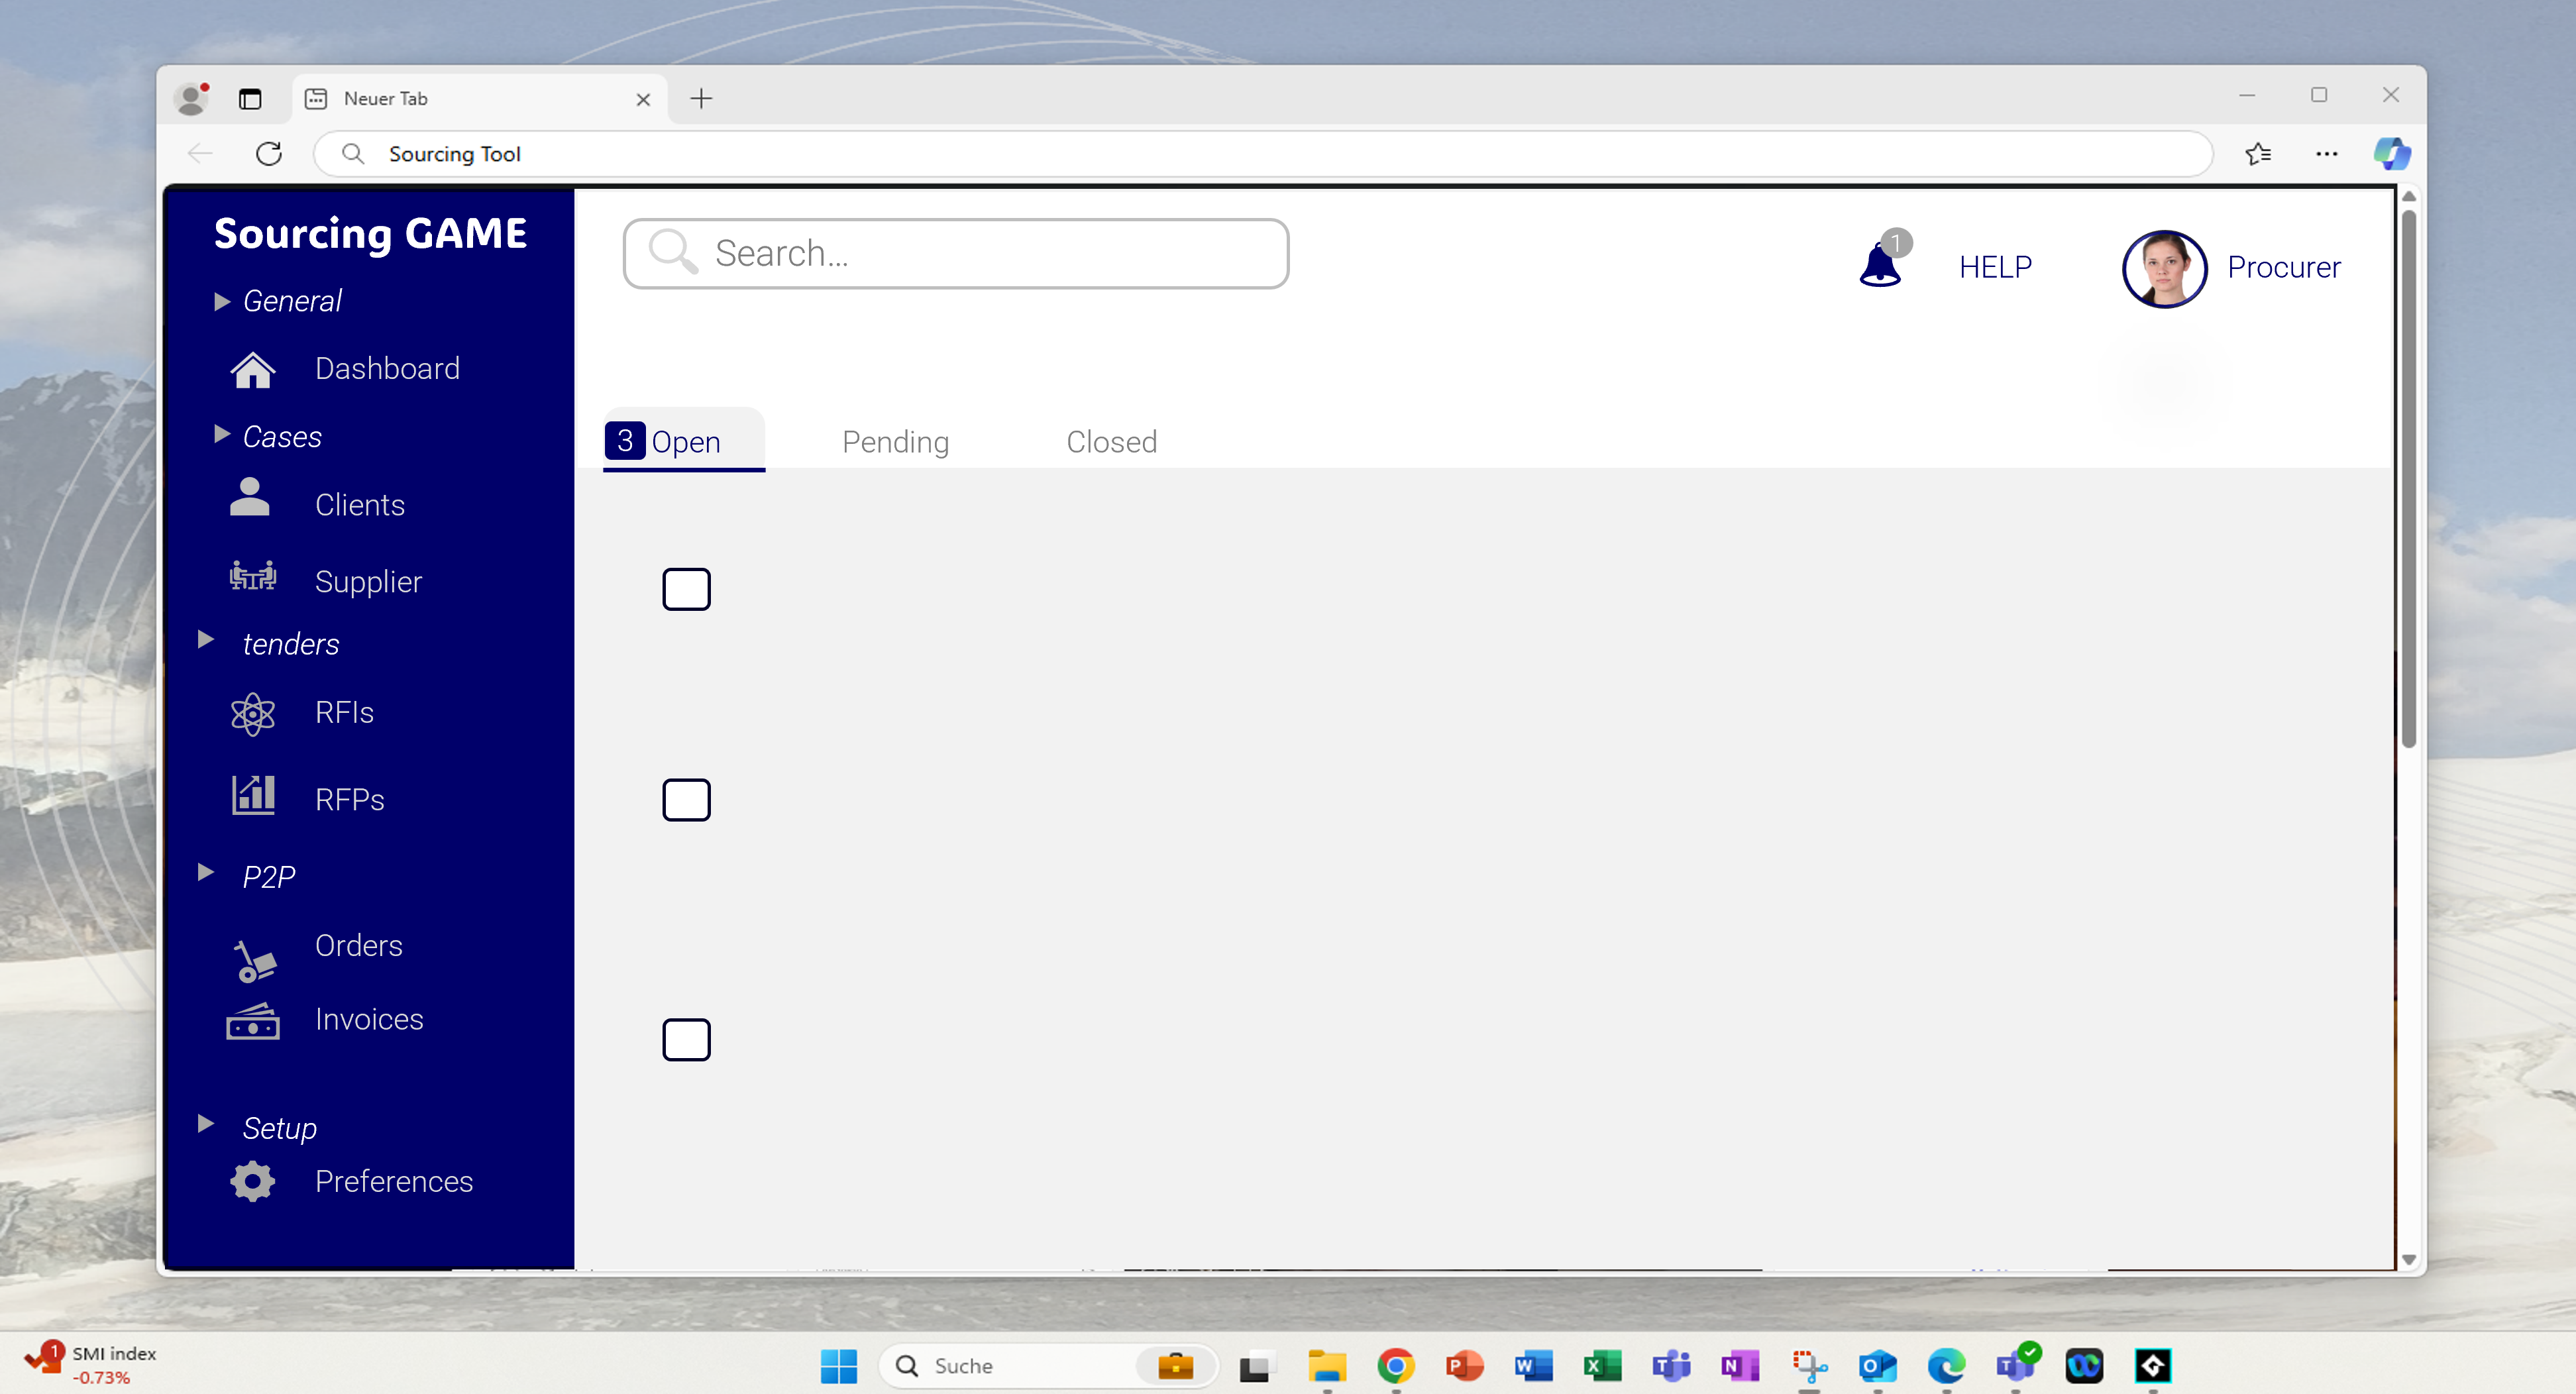 Neuer Tab
Sourcing Tool
Sourcing GAME
General
Dashboard
Cases
Clients
Supplier
tenders
RFIs
RFPs
P2P
Orders
Invoices
Setup
Preferences
Search...
1
HELP
Procurer
3 Open
Pending
Closed
1
SMI index
-0.73%
Suche